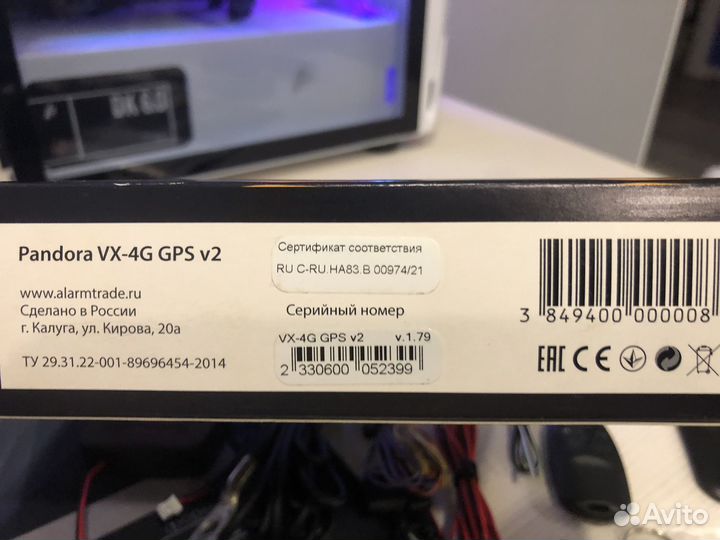 DK 6.0
Pandora VX-4G GPS v2
www.alarmtrade.ru
Сделано в России
г. Калуга, ул. Кирова, 20а
ТУ 29.31.22-001-89696454-2014
Сертификат соответствия
RU C-RU.HA83.B.00974/21
Серийный номер
VX-4G GPS v2 v.1.79
2 330600 052399
3 849400 000008
EAC CE
Avito